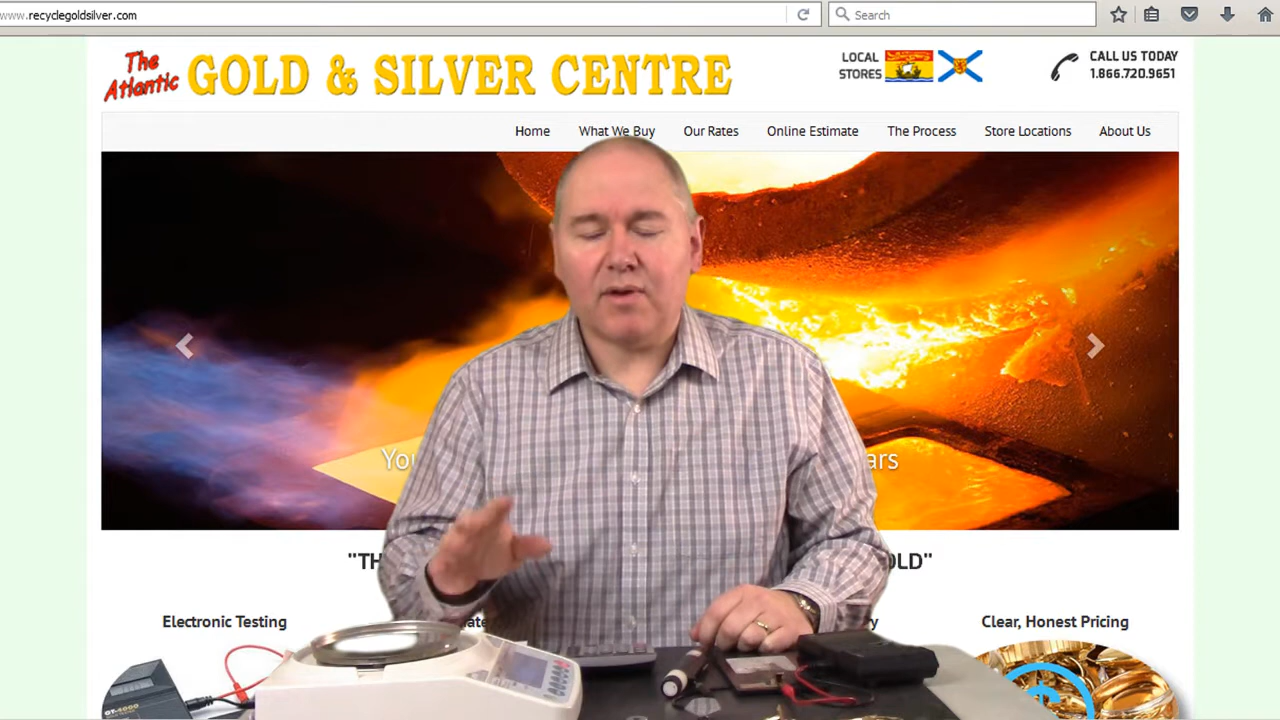 www.recyclegoldsilver.com
Search
The Atlantic GOLD & SILVER CENTRE
LOCAL STORES
CALL US TODAY
1.866.720.9651
Home What We Buy Our Rates Online Estimate The Process Store Locations About Us
Electronic Testing
Clear, Honest Pricing